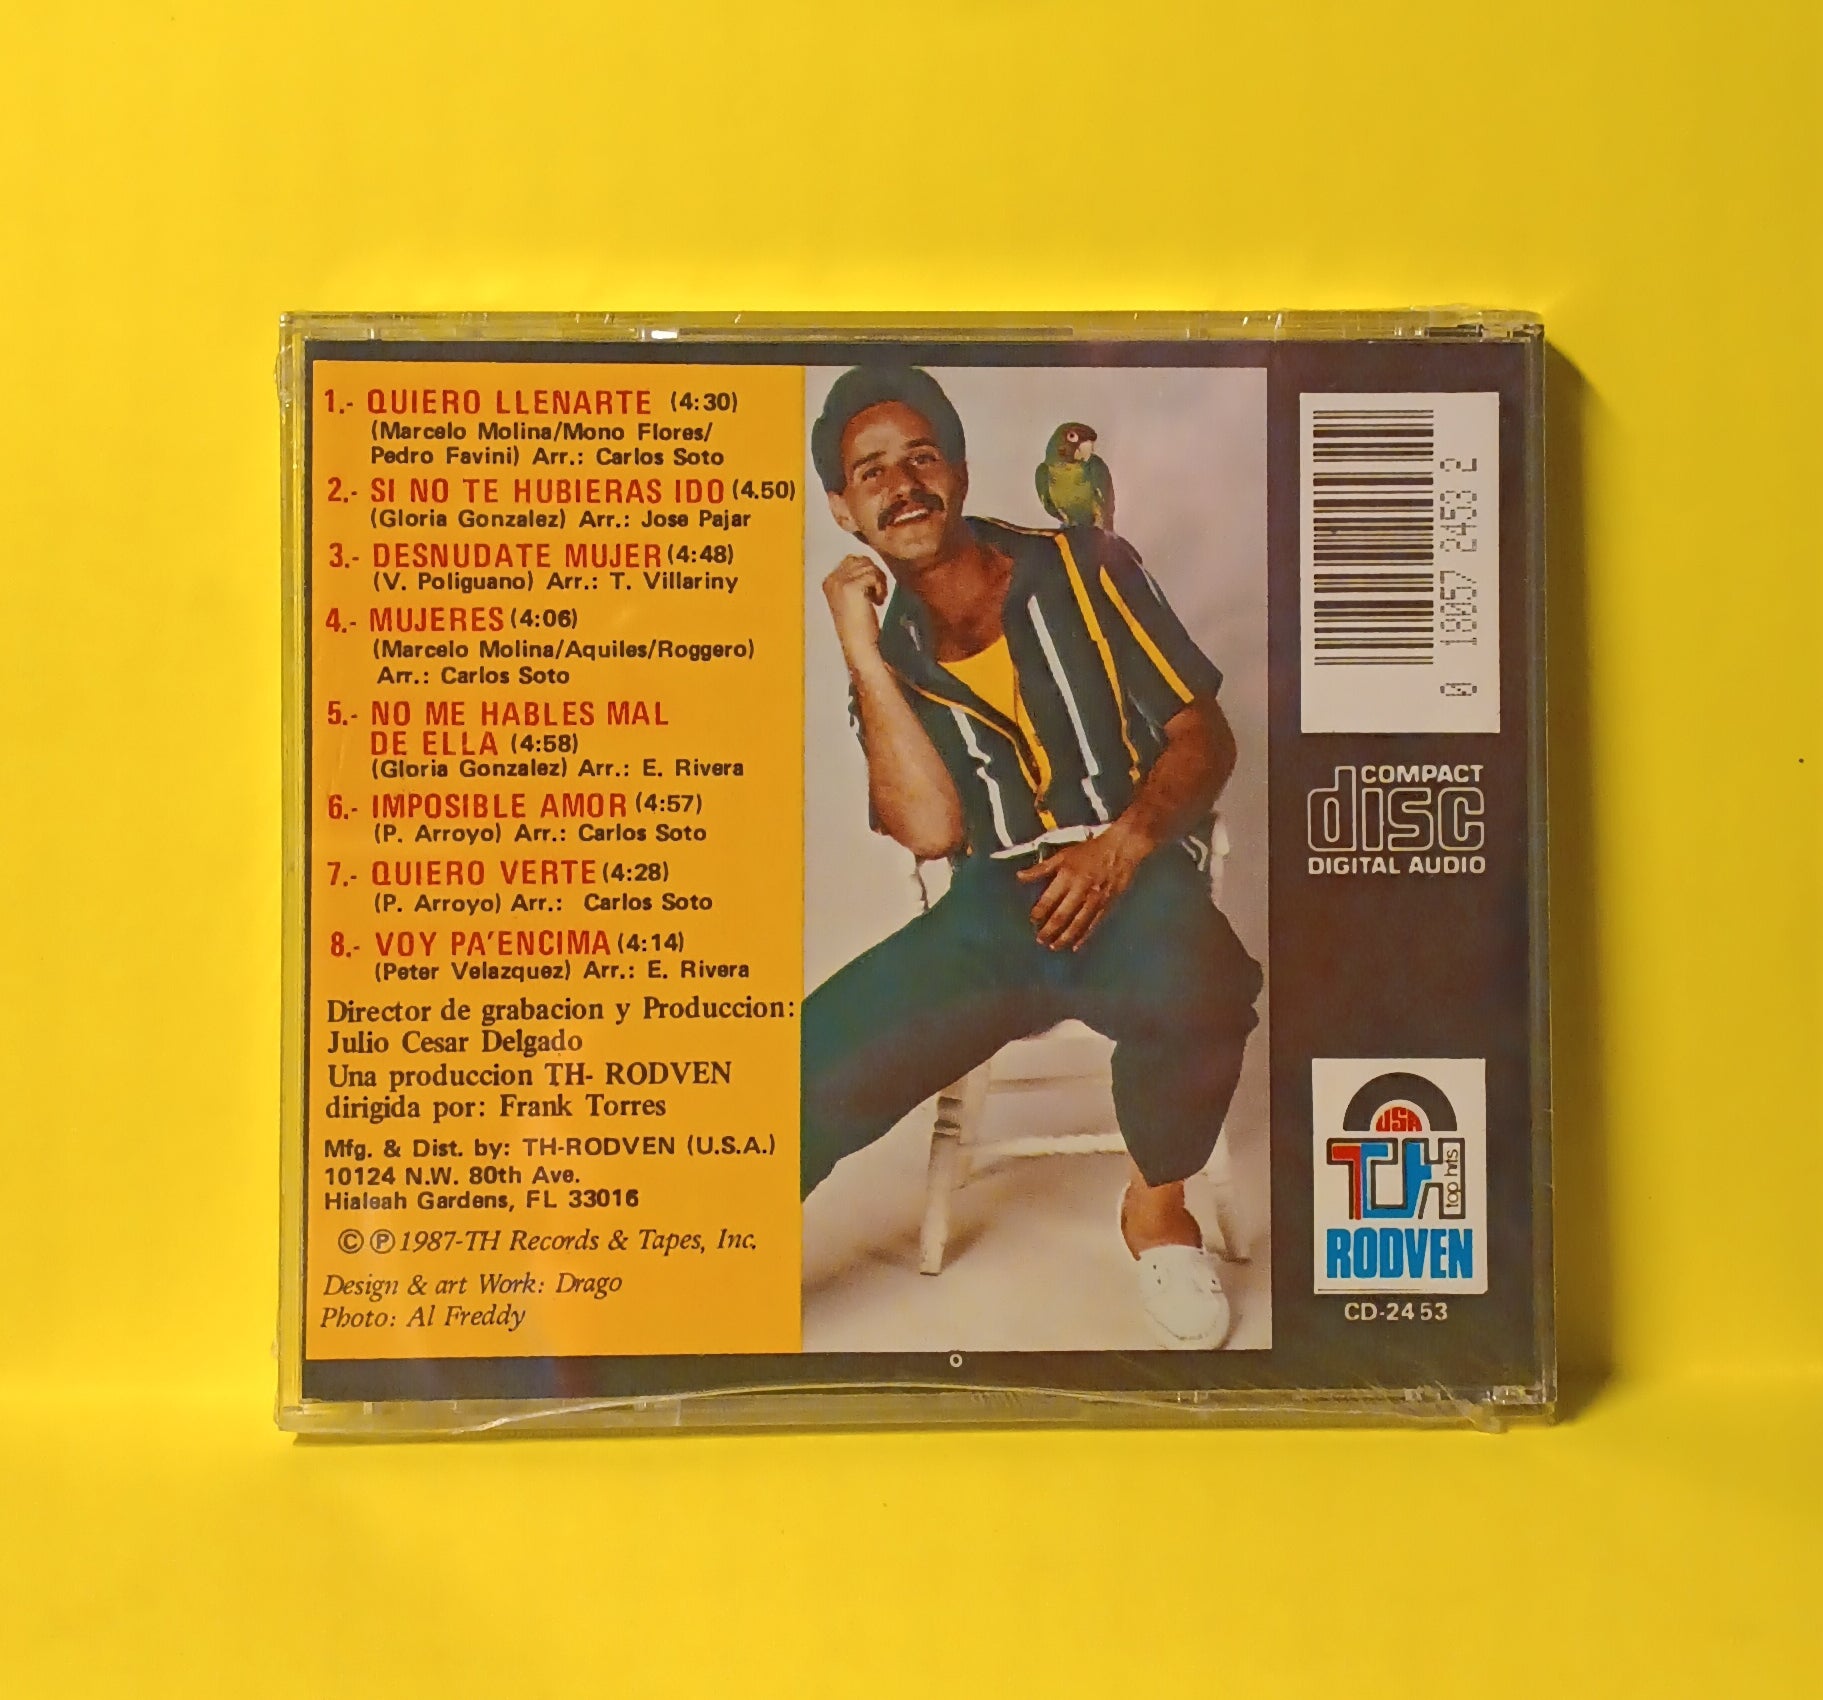 1.- QUIERO LLENARTE (4:30)
(Marcelo Molina/Mono Flores/
Pedro Favini) Arr.: Carlos Soto
2.- SI NO TE HUBIERAS IDO (4.50)
(Gloria Gonzalez) Arr.: Jose Pajar
3.- DESNUDATE MUJER (4:48)
(V. Poliguano) Arr.: T. Villariny
4.- MUJERES (4:06)
(Marcelo Molina/Aquiles/Roggero)
Arr.: Carlos Soto
5.- NO ME HABLES MAL
DE ELLA (4:58)
(Gloria Gonzalez) Arr.: E. Rivera
6.- IMPOSIBLE AMOR (4:57)
(P. Arroyo) Arr.: Carlos Soto
7.- QUIERO VERTE (4:28)
(P. Arroyo) Arr.: Carlos Soto
8.- VOY PA'ENCIMA (4:14)
(Peter Velazquez) Arr.: E. Rivera
Director de grabacion y Produccion:
Julio Cesar Delgado
Una produccion TH- RODVEN
dirigida por: Frank Torres
Mfg. & Dist. by: TH-RODVEN (U.S.A.)
10124 N.W. 80th Ave.
Hialeah Gardens, FL 33016
© ℗ 1987-TH Records & Tapes, Inc.
Design & art Work: Drago
Photo: Al Freddy
0 18057 2453 2
COMPACT
disc
DIGITAL AUDIO
USA
TH
top hits
RODVEN
CD-2453